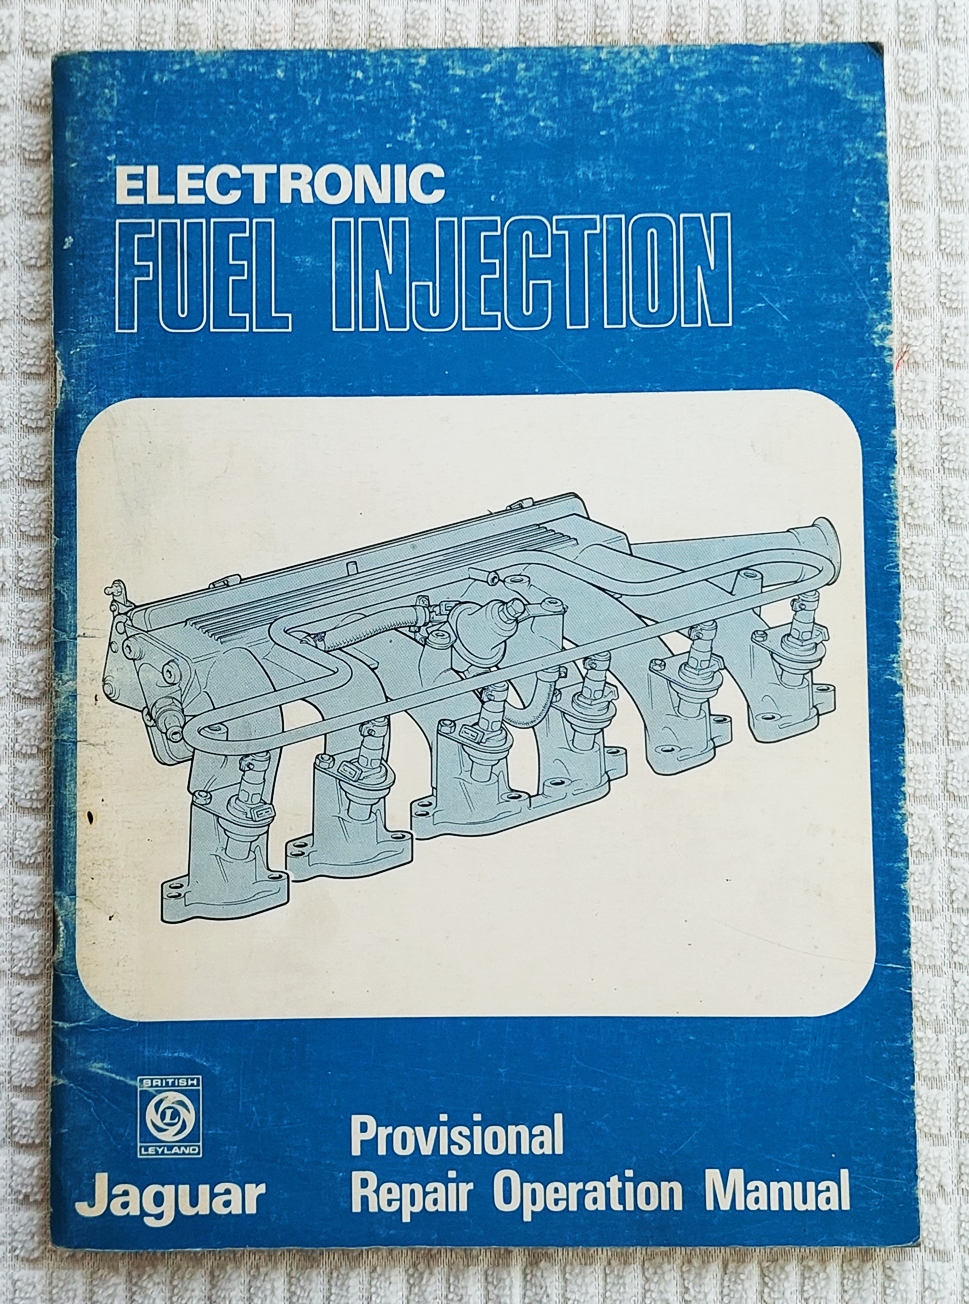 ELECTRONIC
FUEL INJECTION
BRITISH
L
LEYLAND
Jaguar
Provisional
Repair Operation Manual